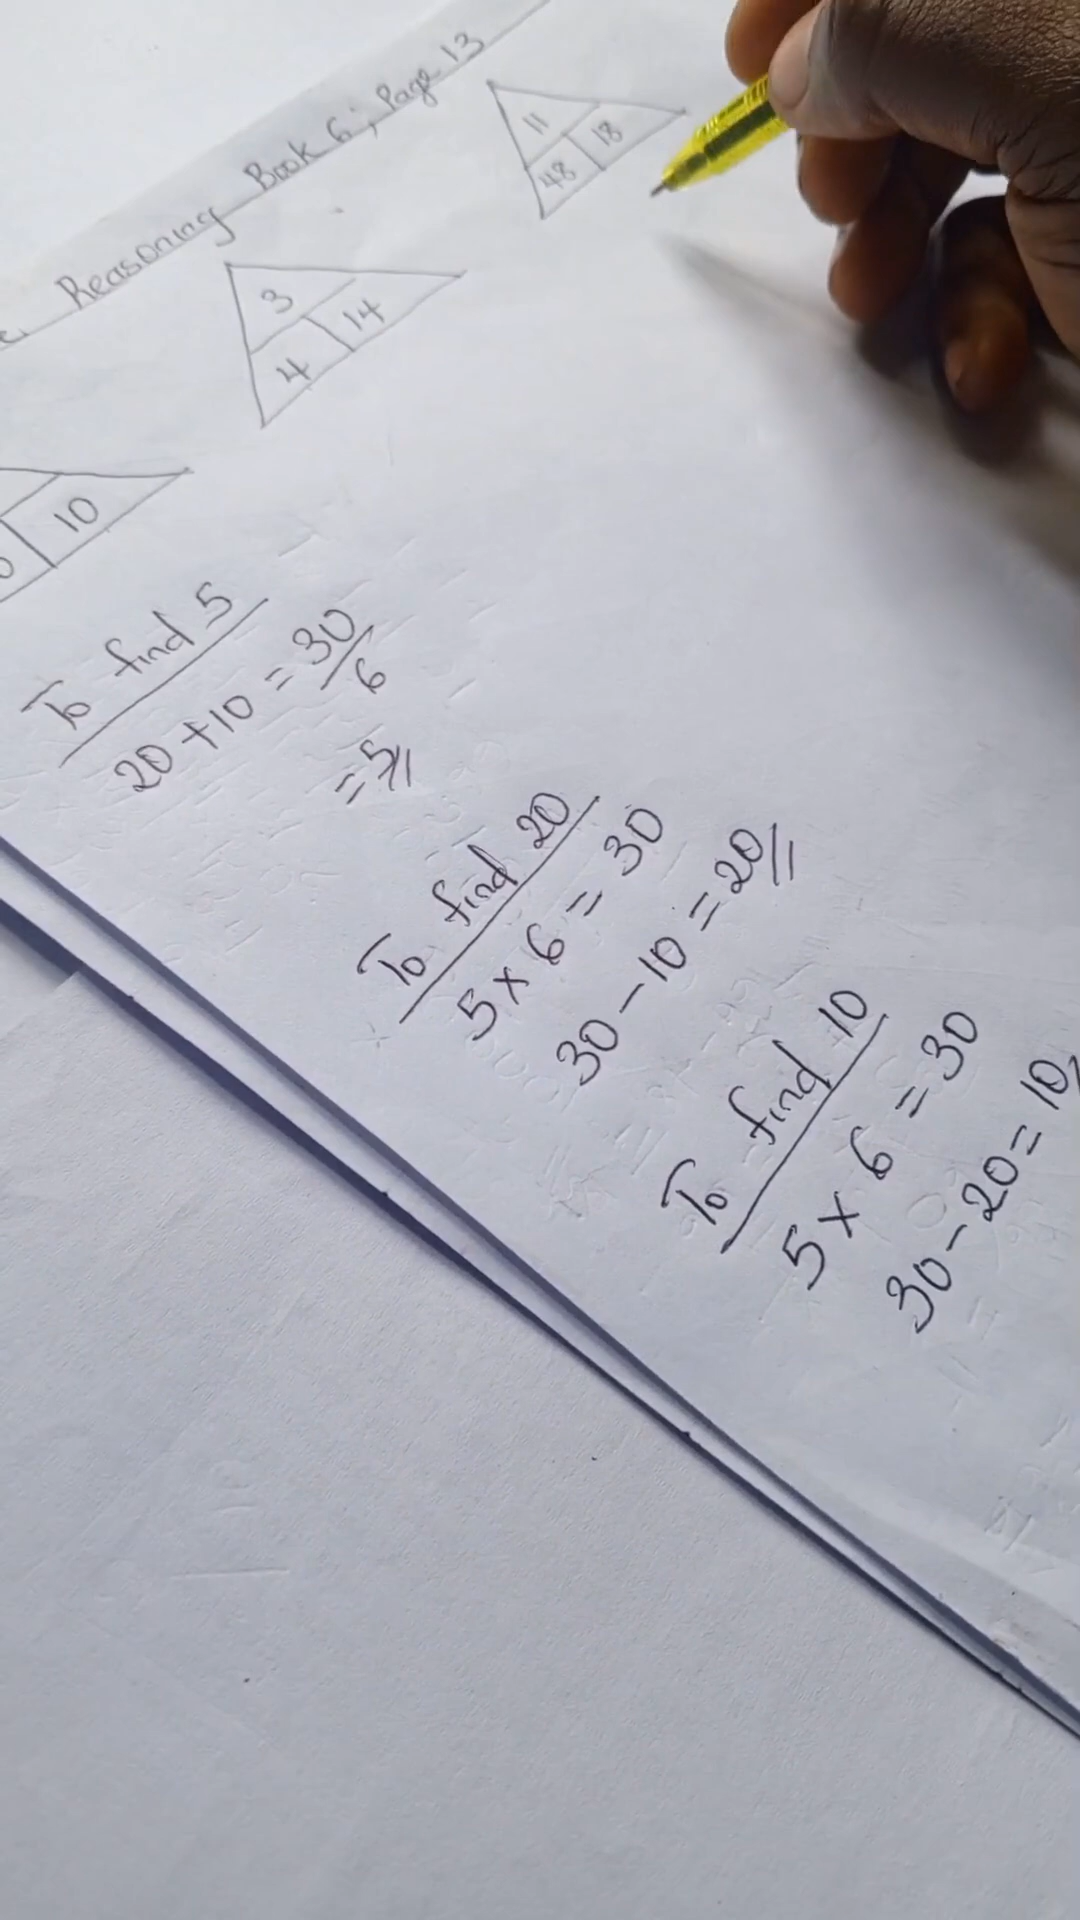 Reasoning Book 6, Page 13
11
48 18
3
4 14
10
To find 5
20 + 10 = 30/6
= 5
To find 20
5 x 6 = 30
30 - 10 = 20
To find 10
5 x 6 = 30
30 - 20 = 10